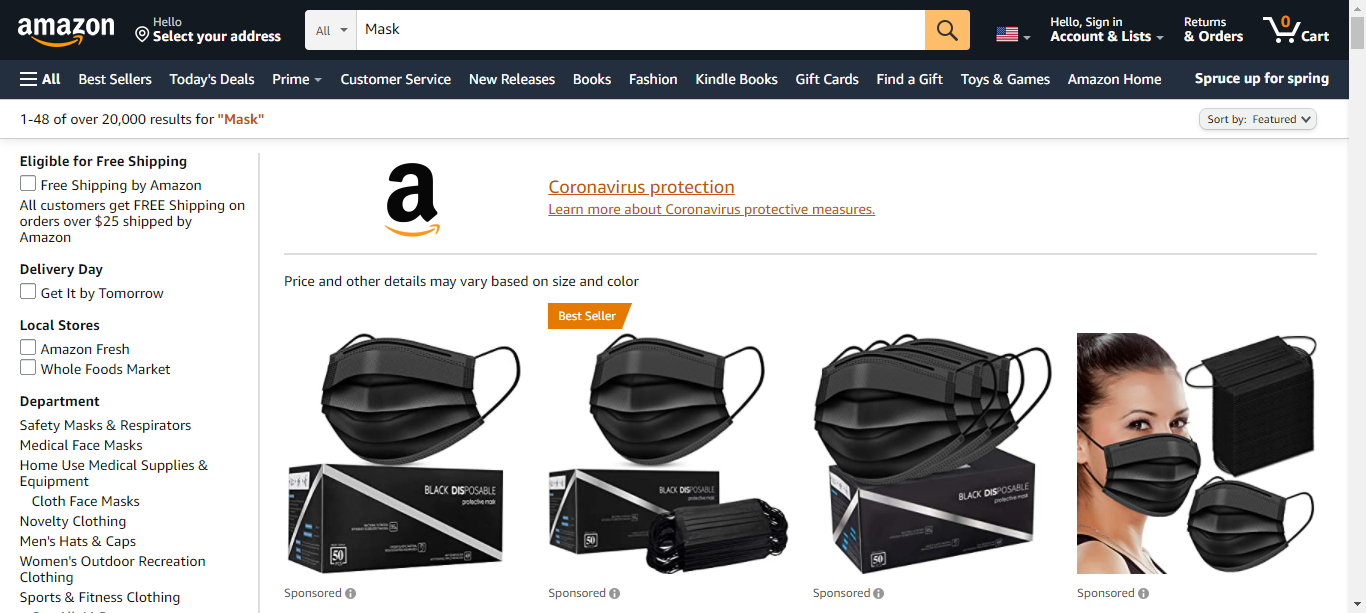 amazon
Hello
Select your address
All
Mask
Hello, Sign in
Account & Lists
Returns
& Orders
0
Cart
All
Best Sellers
Today's Deals
Prime
Customer Service
New Releases
Books
Fashion
Kindle Books
Gift Cards
Find a Gift
Toys & Games
Amazon Home
Spruce up for spring
1-48 of over 20,000 results for "Mask"
Sort by: Featured
Eligible for Free Shipping
Free Shipping by Amazon
All customers get FREE Shipping on
orders over $25 shipped by
Amazon
Delivery Day
Get It by Tomorrow
Local Stores
Amazon Fresh
Whole Foods Market
Department
Safety Masks & Respirators
Medical Face Masks
Home Use Medical Supplies &
Equipment
Cloth Face Masks
Novelty Clothing
Men's Hats & Caps
Women's Outdoor Recreation
Clothing
Sports & Fitness Clothing
a
Coronavirus protection
Learn more about Coronavirus protective measures.
Price and other details may vary based on size and color
BLACK DISPOSABLE
protective mask
50
Sponsored
Best Seller
BLACK DISPOSABLE
protective mask
50
Sponsored
BLACK DISPOSABLE
protective mask
50
Sponsored
Sponsored